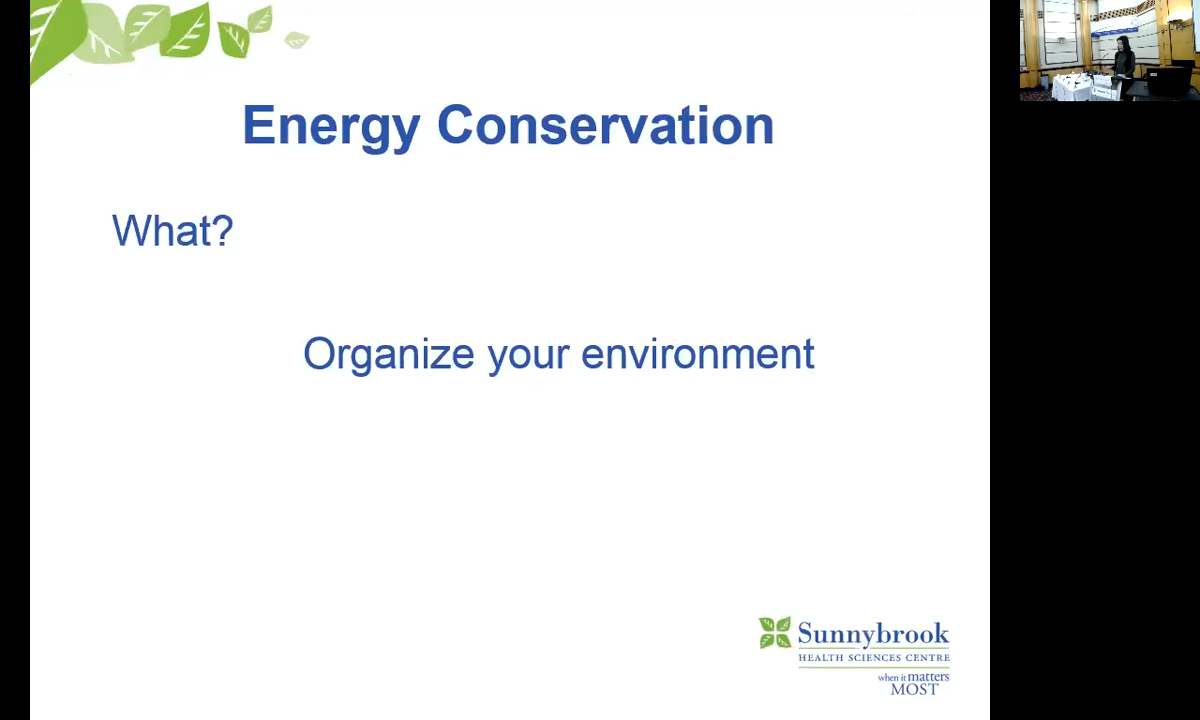 Energy Conservation
What?
Organize your environment
Sunnybrook
HEALTH SCIENCES CENTRE
when it matters
MOST